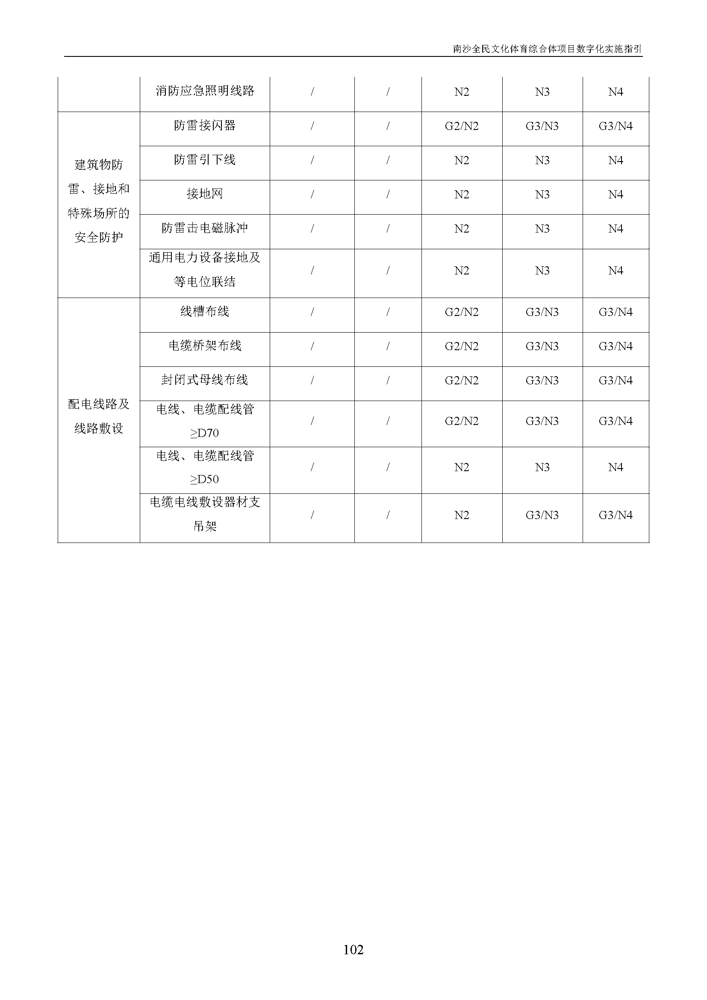 南沙全民文化体育综合体项目数字化实施指引
消防应急照明线路 / / N2 N3 N4
建筑物防
雷、接地和
特殊场所的
安全防护
防雷接闪器 / / G2/N2 G3/N3 G3/N4
防雷引下线 / / N2 N3 N4
接地网 / / N2 N3 N4
防雷击电磁脉冲 / / N2 N3 N4
通用电力设备接地及
等电位联结
/ / N2 N3 N4
配电线路及
线路敷设
线槽布线 / / G2/N2 G3/N3 G3/N4
电缆桥架布线 / / G2/N2 G3/N3 G3/N4
封闭式母线布线 / / G2/N2 G3/N3 G3/N4
电线、电缆配线管
≥D70
/ / G2/N2 G3/N3 G3/N4
电线、电缆配线管
≥D50
/ / N2 N3 N4
电缆电线敷设器材支
吊架
/ / N2 G3/N3 G3/N4
102